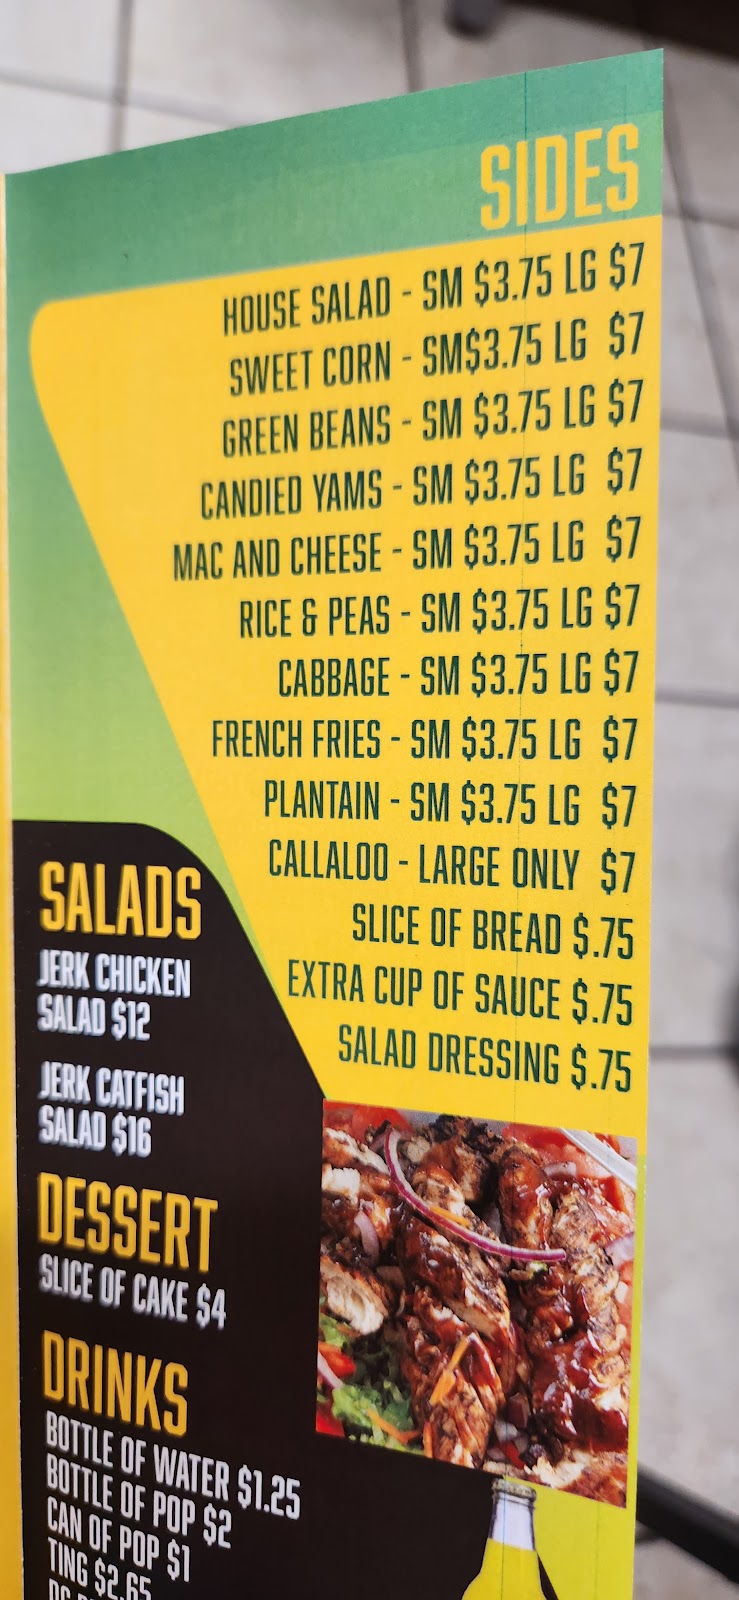 SIDES
HOUSE SALAD - SM $3.75 LG $7
SWEET CORN - SM$3.75 LG $7
GREEN BEANS - SM $3.75 LG $7
CANDIED YAMS - SM $3.75 LG $7
MAC AND CHEESE - SM $3.75 LG $7
RICE & PEAS - SM $3.75 LG $7
CABBAGE - SM $3.75 LG $7
FRENCH FRIES - SM $3.75 LG $7
PLANTAIN - SM $3.75 LG $7
CALLALOO - LARGE ONLY $7
SLICE OF BREAD $.75
EXTRA CUP OF SAUCE $.75
SALAD DRESSING $.75
SALADS
JERK CHICKEN
SALAD $12
JERK CATFISH
SALAD $16
DESSERT
SLICE OF CAKE $4
DRINKS
BOTTLE OF WATER $1.25
BOTTLE OF POP $2
CAN OF POP $1
TING $2.65